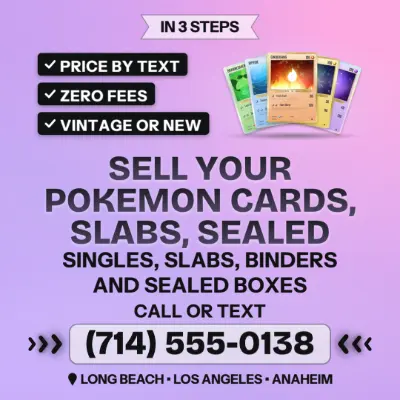 IN 3 STEPS
✓ PRICE BY TEXT
✓ ZERO FEES
✓ VINTAGE OR NEW
SELL YOUR
POKEMON CARDS,
SLABS, SEALED
SINGLES, SLABS, BINDERS
AND SEALED BOXES
CALL OR TEXT
(714) 555-0138
LONG BEACH • LOS ANGELES • ANAHEIM